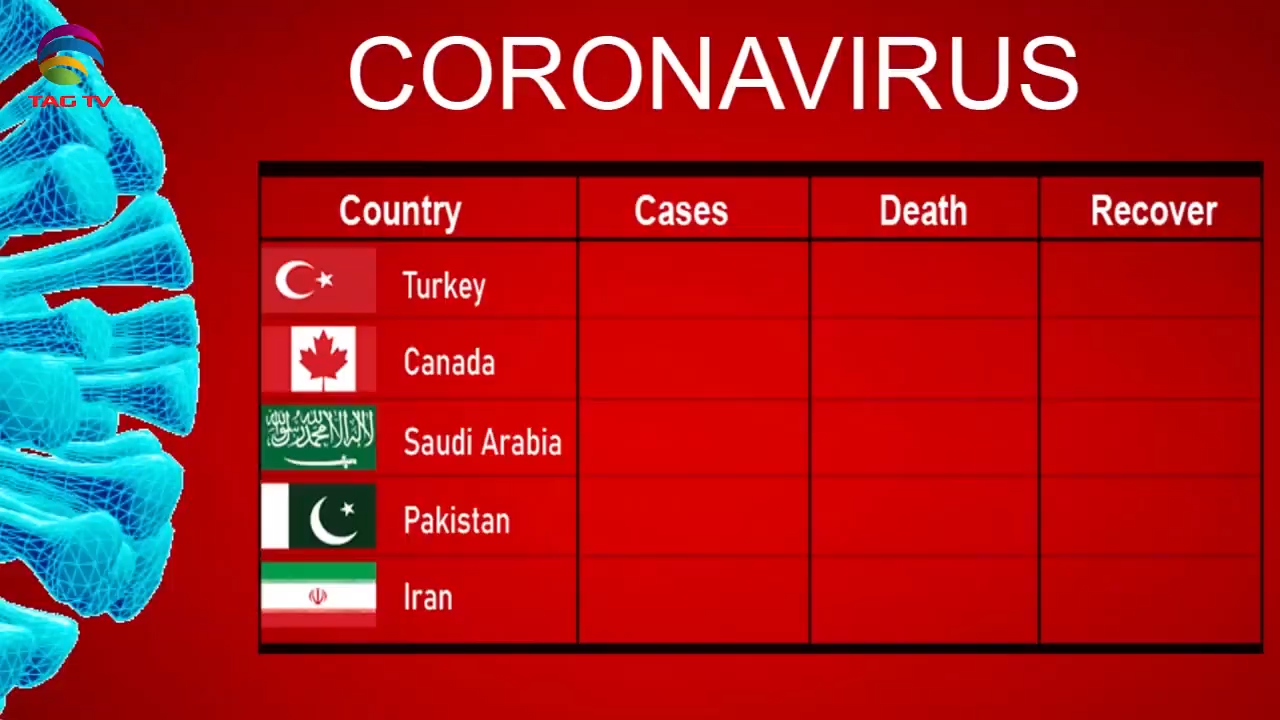 TAG TV
CORONAVIRUS
Country Cases Death Recover
Turkey
Canada
Saudi Arabia
Pakistan
Iran